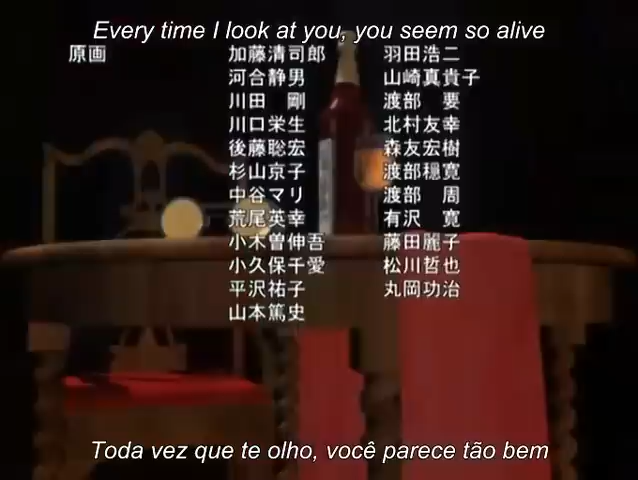 Every time I look at you, you seem so alive
原画 加藤清司郎 羽田浩二
河合静男 山崎真貴子
川田　剛 渡部　要
川口栄生 北村友幸
後藤聡宏 森友宏樹
杉山京子 渡部穏寛
中谷マリ 渡部　周
荒尾英幸 有沢　寛
小木曽伸吾 藤田麗子
小久保千愛 松川哲也
平沢祐子 丸岡功治
山本篤史
Toda vez que te olho, você parece tão bem